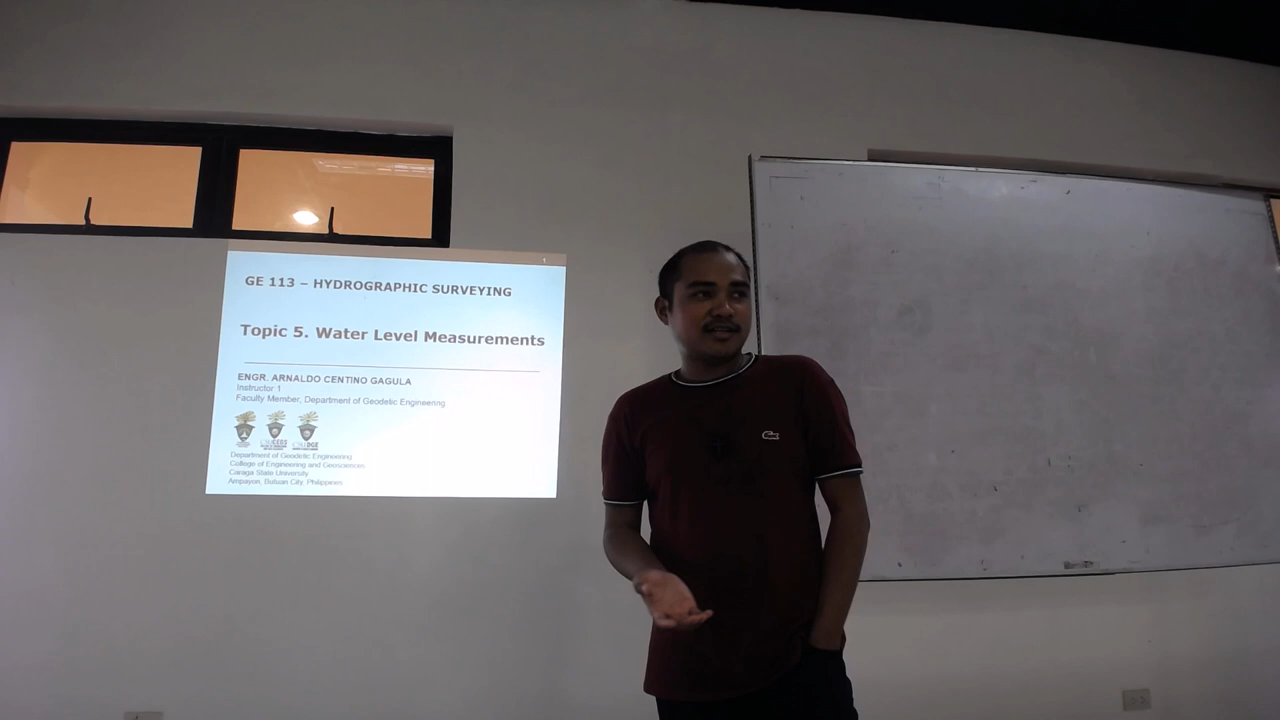 1
GE 113 – HYDROGRAPHIC SURVEYING
Topic 5. Water Level Measurements
ENGR. ARNALDO CENTINO GAGULA
Instructor 1
Faculty Member, Department of Geodetic Engineering
Department of Geodetic Engineering
College of Engineering and Geosciences
Caraga State University
Ampayon, Butuan City, Philippines